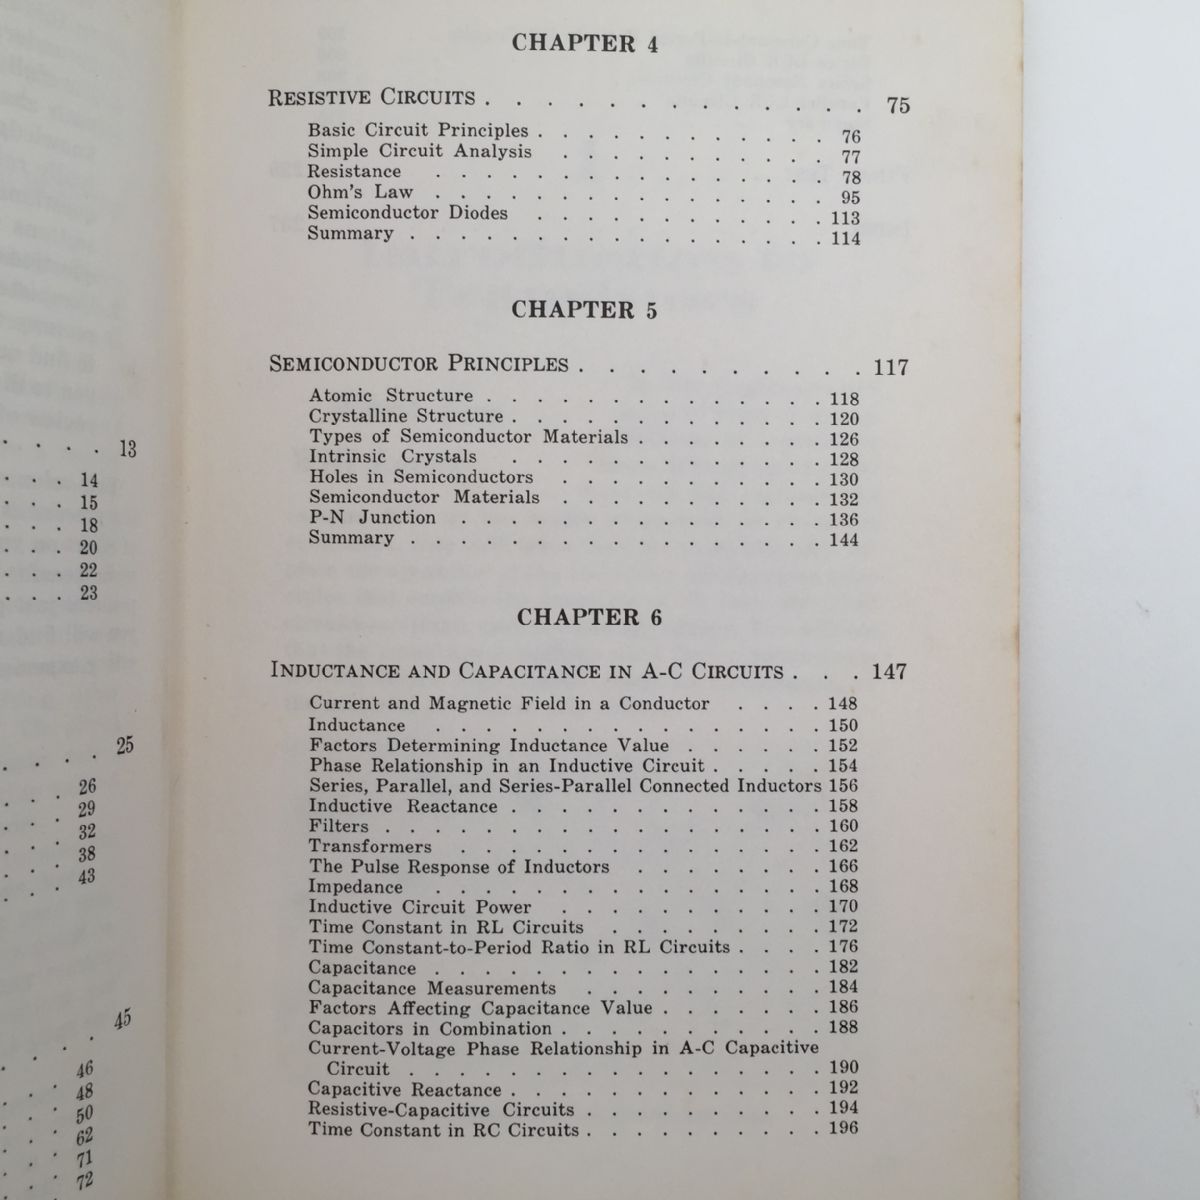 13
14
15
18
20
22
23
25
26
29
32
38
43
45
46
48
50
62
71
72
CHAPTER 4
RESISTIVE CIRCUITS . . . . . . . . . . . . . 75
Basic Circuit Principles . . . . . . . . . . . . 76
Simple Circuit Analysis . . . . . . . . . . . 77
Resistance . . . . . . . . . . . . . . . . 78
Ohm's Law . . . . . . . . . . . . . . . . 95
Semiconductor Diodes . . . . . . . . . . . . 113
Summary . . . . . . . . . . . . . . . . . 114
CHAPTER 5
SEMICONDUCTOR PRINCIPLES . . . . . . . . . . 117
Atomic Structure . . . . . . . . . . . . . . 118
Crystalline Structure . . . . . . . . . . . . . 120
Types of Semiconductor Materials . . . . . . . . 126
Intrinsic Crystals . . . . . . . . . . . . . 128
Holes in Semiconductors . . . . . . . . . . . 130
Semiconductor Materials . . . . . . . . . . . 132
P-N Junction . . . . . . . . . . . . . . . 136
Summary . . . . . . . . . . . . . . . . . 144
CHAPTER 6
INDUCTANCE AND CAPACITANCE IN A-C CIRCUITS . . . 147
Current and Magnetic Field in a Conductor . . . . 148
Inductance . . . . . . . . . . . . . . . . 150
Factors Determining Inductance Value . . . . . . 152
Phase Relationship in an Inductive Circuit . . . . . 154
Series, Parallel, and Series-Parallel Connected Inductors 156
Inductive Reactance . . . . . . . . . . . . . 158
Filters . . . . . . . . . . . . . . . . . . 160
Transformers . . . . . . . . . . . . . . . 162
The Pulse Response of Inductors . . . . . . . . 166
Impedance . . . . . . . . . . . . . . . . 168
Inductive Circuit Power . . . . . . . . . . . 170
Time Constant in RL Circuits . . . . . . . . . 172
Time Constant-to-Period Ratio in RL Circuits . . . . 176
Capacitance . . . . . . . . . . . . . . . . 182
Capacitance Measurements . . . . . . . . . . 184
Factors Affecting Capacitance Value . . . . . . . 186
Capacitors in Combination . . . . . . . . . . . 188
Current-Voltage Phase Relationship in A-C Capacitive
Circuit . . . . . . . . . . . . . . . . . 190
Capacitive Reactance . . . . . . . . . . . . . 192
Resistive-Capacitive Circuits . . . . . . . . . . 194
Time Constant in RC Circuits . . . . . . . . . . 196